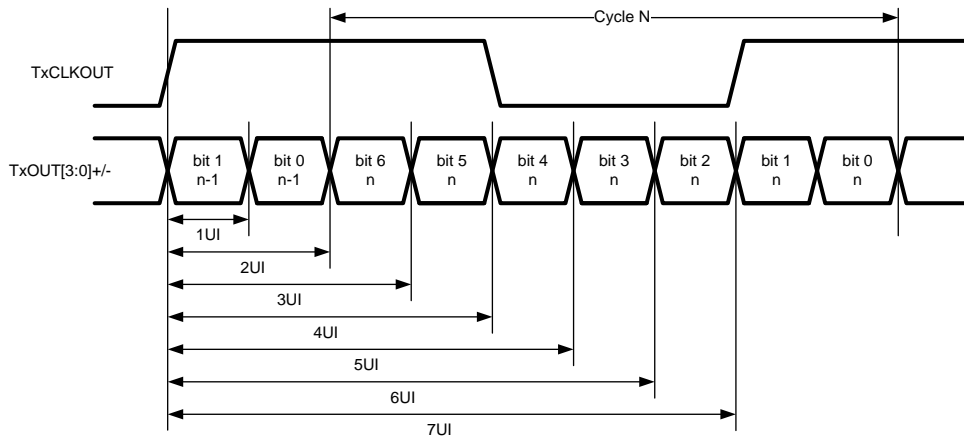 Cycle N
TxCLKOUT
TxOUT[3:0]+/-
bit 1
n-1
bit 0
n-1
bit 6
n
bit 5
n
bit 4
n
bit 3
n
bit 2
n
bit 1
n
bit 0
n
1UI
2UI
3UI
4UI
5UI
6UI
7UI